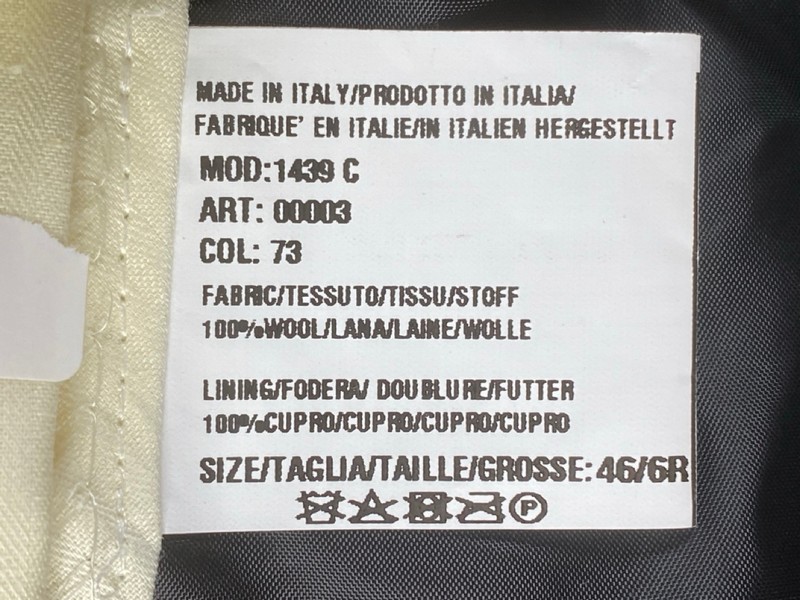 MADE IN ITALY/PRODOTTO IN ITALIA/
FABRIQUE' EN ITALIE/IN ITALIEN HERGESTELLT
MOD:1439 C
ART: 00003
COL: 73
FABRIC/TESSUTO/TISSU/STOFF
100%WOOL/LANA/LAINE/WOLLE
LINING/FODERA/ DOUBLURE/FUTTER
100%CUPRO/CUPRO/CUPRO/CUPRO
SIZE/TAGLIA/TAILLE/GROSSE: 46/6R
P